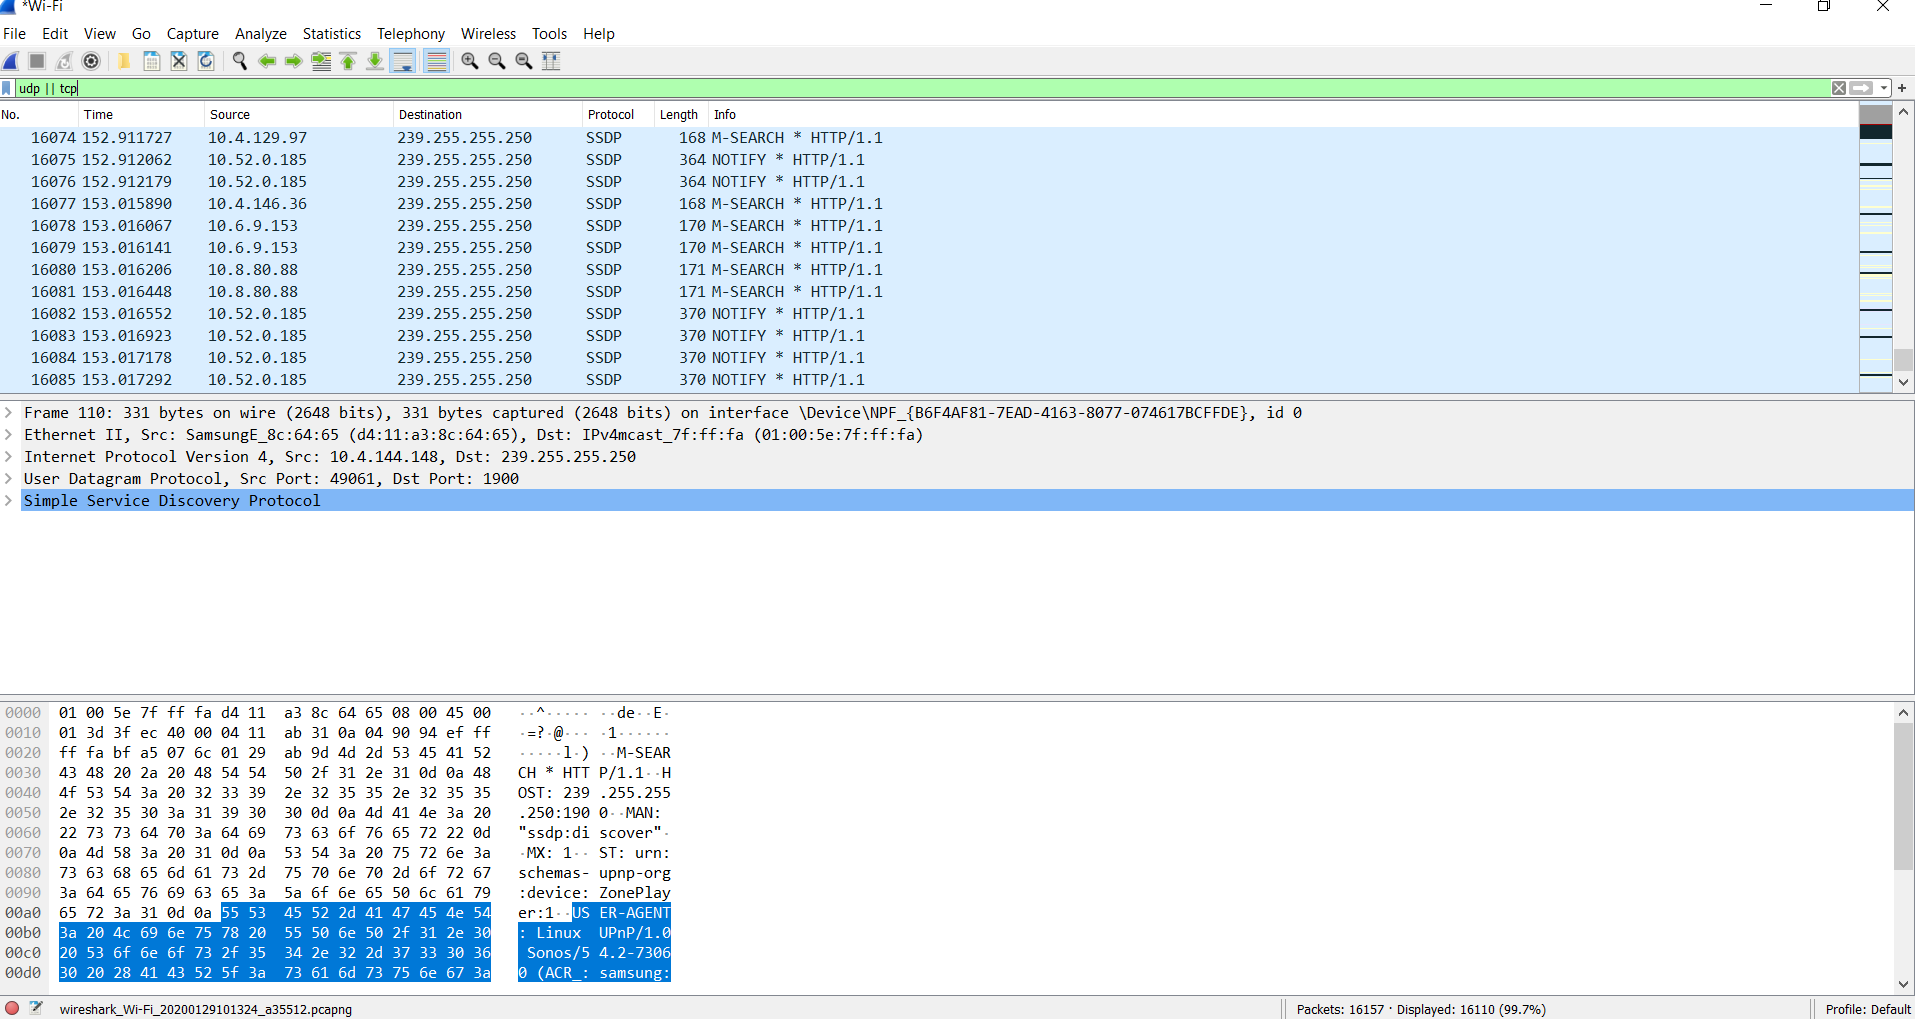 *Wi-Fi
File Edit View Go Capture Analyze Statistics Telephony Wireless Tools Help
udp || tcp
No. Time Source Destination Protocol Length Info
16074 152.911727 10.4.129.97 239.255.255.250 SSDP 168 M-SEARCH * HTTP/1.1
16075 152.912062 10.52.0.185 239.255.255.250 SSDP 364 NOTIFY * HTTP/1.1
16076 152.912179 10.52.0.185 239.255.255.250 SSDP 364 NOTIFY * HTTP/1.1
16077 153.015890 10.4.146.36 239.255.255.250 SSDP 168 M-SEARCH * HTTP/1.1
16078 153.016067 10.6.9.153 239.255.255.250 SSDP 170 M-SEARCH * HTTP/1.1
16079 153.016141 10.6.9.153 239.255.255.250 SSDP 170 M-SEARCH * HTTP/1.1
16080 153.016206 10.8.80.88 239.255.255.250 SSDP 171 M-SEARCH * HTTP/1.1
16081 153.016448 10.8.80.88 239.255.255.250 SSDP 171 M-SEARCH * HTTP/1.1
16082 153.016552 10.52.0.185 239.255.255.250 SSDP 370 NOTIFY * HTTP/1.1
16083 153.016923 10.52.0.185 239.255.255.250 SSDP 370 NOTIFY * HTTP/1.1
16084 153.017178 10.52.0.185 239.255.255.250 SSDP 370 NOTIFY * HTTP/1.1
16085 153.017292 10.52.0.185 239.255.255.250 SSDP 370 NOTIFY * HTTP/1.1
Frame 110: 331 bytes on wire (2648 bits), 331 bytes captured (2648 bits) on interface \Device\NPF_{B6F4AF81-7EAD-4163-8077-074617BCFFDE}, id 0
Ethernet II, Src: SamsungE_8c:64:65 (d4:11:a3:8c:64:65), Dst: IPv4mcast_7f:ff:fa (01:00:5e:7f:ff:fa)
Internet Protocol Version 4, Src: 10.4.144.148, Dst: 239.255.255.250
User Datagram Protocol, Src Port: 49061, Dst Port: 1900
Simple Service Discovery Protocol
0000 01 00 5e 7f ff fa d4 11 a3 8c 64 65 08 00 45 00 ··^····· ··de··E·
0010 01 3d 3f ec 40 00 04 11 ab 31 0a 04 90 94 ef ff ·=?·@··· ·1······
0020 ff fa bf a5 07 6c 01 29 ab 9d 4d 2d 53 45 41 52 ·····l·) ··M-SEAR
0030 43 48 20 2a 20 48 54 54 50 2f 31 2e 31 0d 0a 48 CH * HTT P/1.1··H
0040 4f 53 54 3a 20 32 33 39 2e 32 35 35 2e 32 35 35 OST: 239 .255.255
0050 2e 32 35 30 3a 31 39 30 30 0d 0a 4d 41 4e 3a 20 .250:190 0··MAN:
0060 22 73 73 64 70 3a 64 69 73 63 6f 76 65 72 22 0d "ssdp:di scover"·
0070 0a 4d 58 3a 20 31 0d 0a 53 54 3a 20 75 72 6e 3a ·MX: 1·· ST: urn:
0080 73 63 68 65 6d 61 73 2d 75 70 6e 70 2d 6f 72 67 schemas- upnp-org
0090 3a 64 65 76 69 63 65 3a 5a 6f 6e 65 50 6c 61 79 :device: ZonePlay
00a0 65 72 3a 31 0d 0a 55 53 45 52 2d 41 47 45 4e 54 er:1··US ER-AGENT
00b0 3a 20 4c 69 6e 75 78 20 55 50 6e 50 2f 31 2e 30 : Linux UPnP/1.0
00c0 20 53 6f 6e 6f 73 2f 35 34 2e 32 2d 37 33 30 36 Sonos/5 4.2-7306
00d0 30 20 28 41 43 52 5f 3a 73 61 6d 73 75 6e 67 3a 0 (ACR_: samsung:
wireshark_Wi-Fi_20200129101324_a35512.pcapng Packets: 16157 · Displayed: 16110 (99.7%) Profile: Default